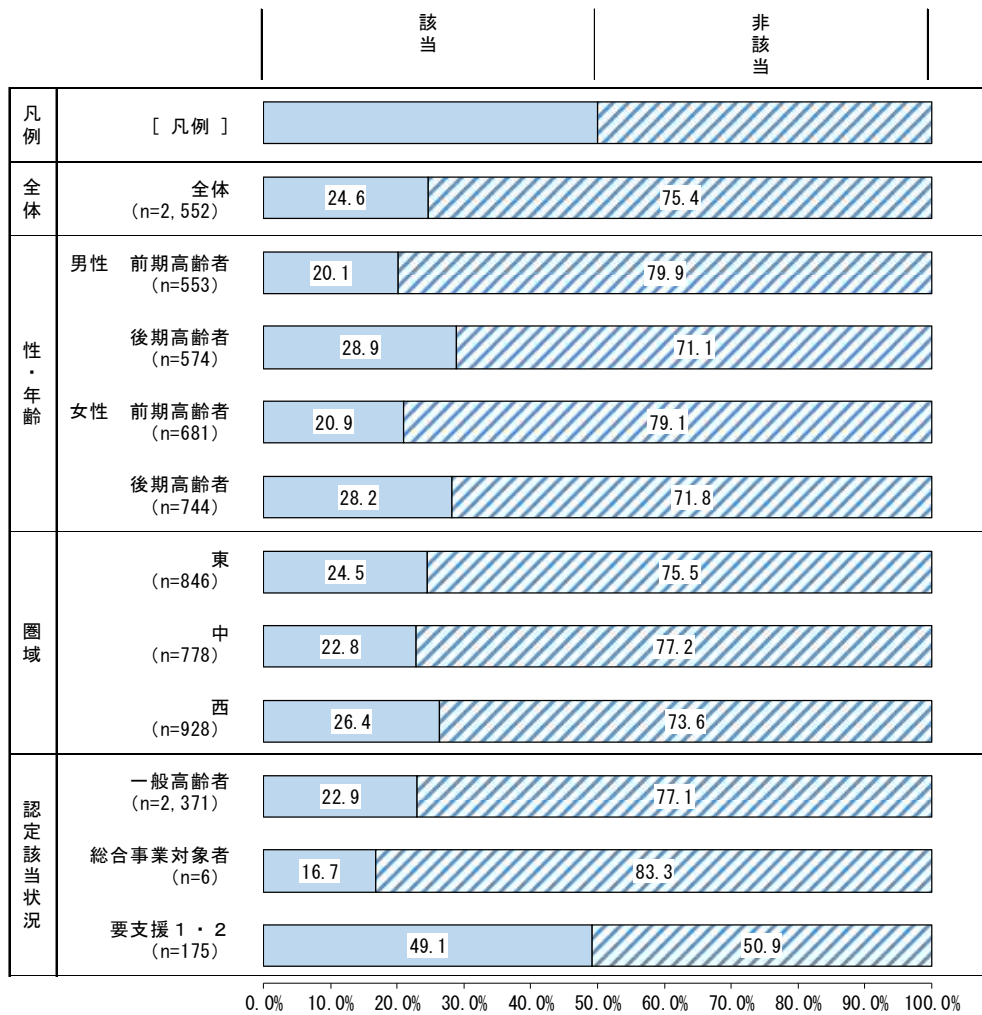 該当
非該当
凡例
[ 凡例 ]
全体
全体
(n=2,552)
24.6
75.4
性・年齢
男性 前期高齢者
(n=553)
20.1
79.9
後期高齢者
(n=574)
28.9
71.1
女性 前期高齢者
(n=681)
20.9
79.1
後期高齢者
(n=744)
28.2
71.8
圏域
東
(n=846)
24.5
75.5
中
(n=778)
22.8
77.2
西
(n=928)
26.4
73.6
認定該当状況
一般高齢者
(n=2,371)
22.9
77.1
総合事業対象者
(n=6)
16.7
83.3
要支援1・2
(n=175)
49.1
50.9
0.0% 10.0% 20.0% 30.0% 40.0% 50.0% 60.0% 70.0% 80.0% 90.0% 100.0%